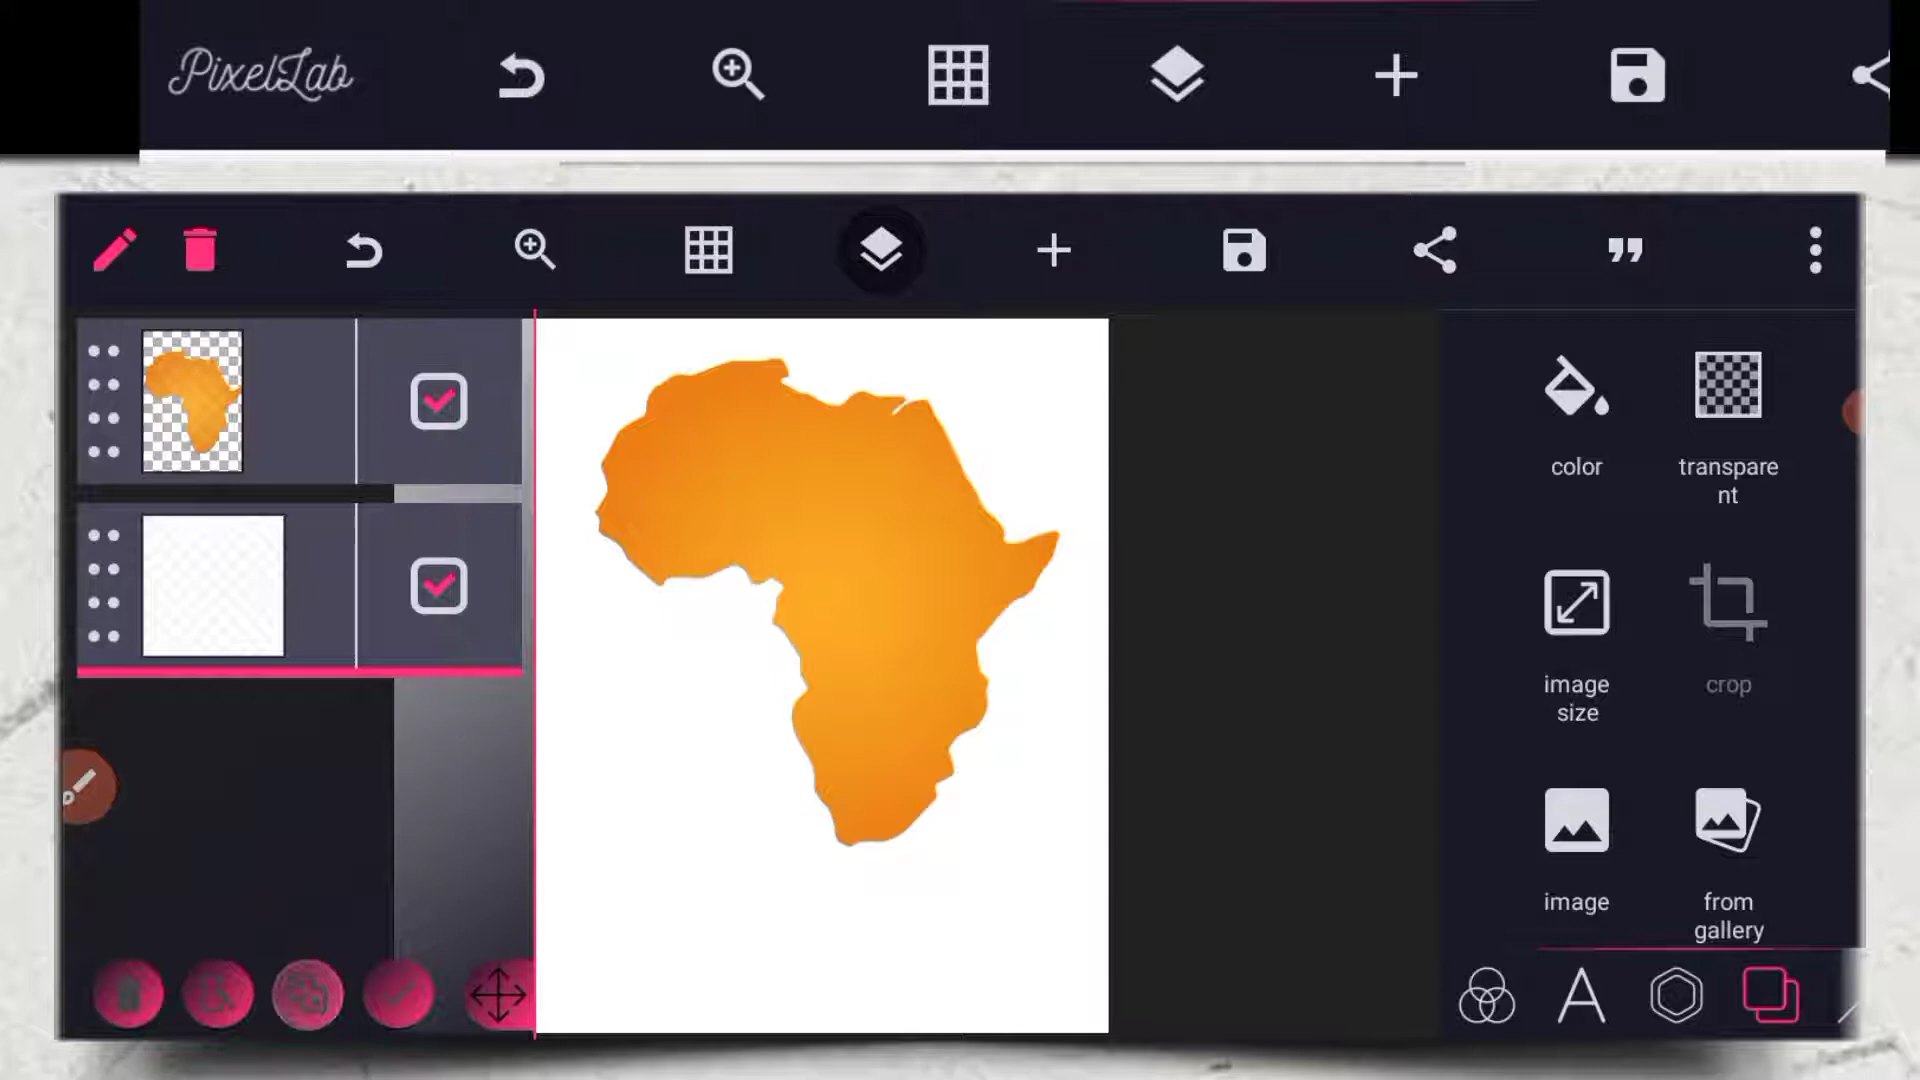 PixelLab
color
transpare
nt
image
size
crop
image
from
gallery